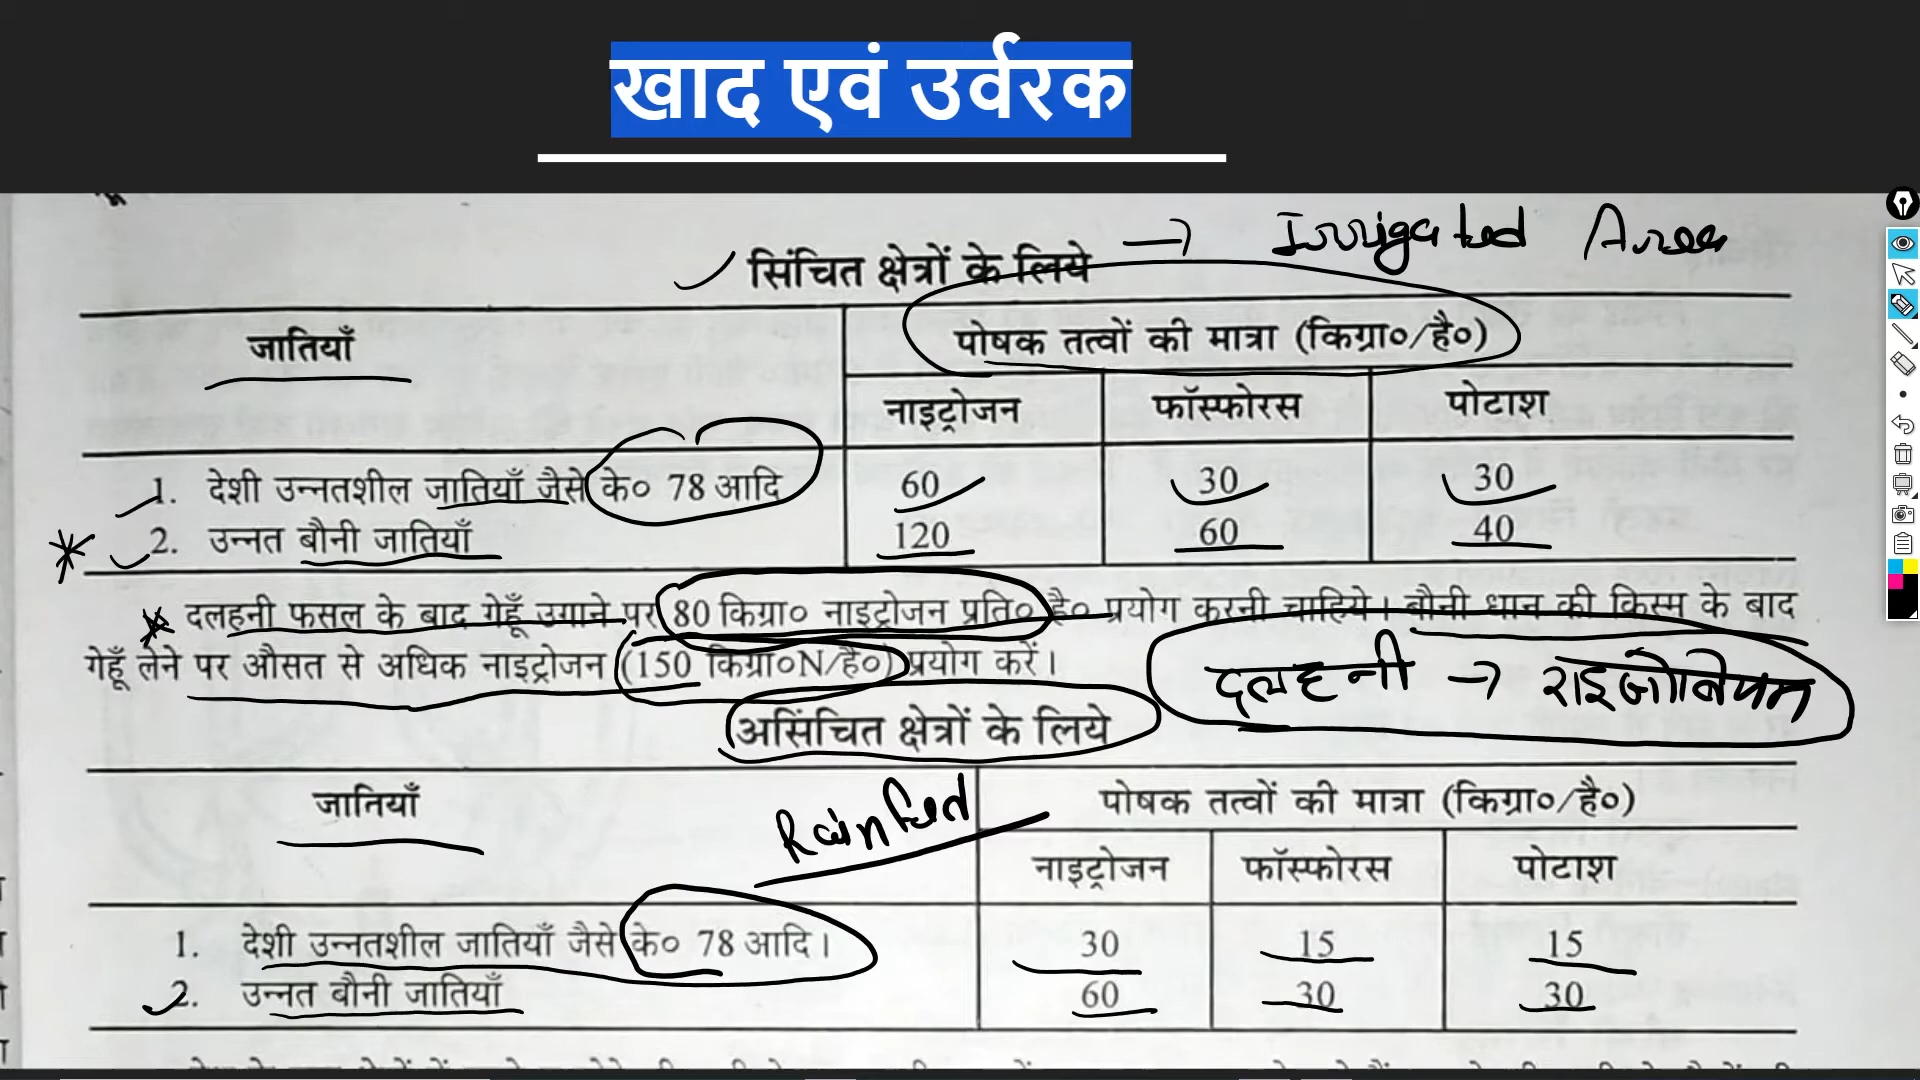 खाद एवं उर्वरक
सिंचित क्षेत्रों के लिये → Irrigated Area
जातियाँ पोषक तत्वों की मात्रा (किग्रा०/है०)
नाइट्रोजन फॉस्फोरस पोटाश
1. देशी उन्नतशील जातियाँ जैसे के० 78 आदि 60 30 30
2. उन्नत बौनी जातियाँ 120 60 40
दलहनी फसल के बाद गेहूँ उगाने पर 80 किग्रा० नाइट्रोजन प्रति० है० प्रयोग करनी चाहिये। बौनी धान की किस्म के बाद
गेहूँ लेने पर औसत से अधिक नाइट्रोजन (150 किग्रा०N/है०) प्रयोग करें।
दलहनी → राइजोबियम
असिंचित क्षेत्रों के लिये
Rainfed
जातियाँ पोषक तत्वों की मात्रा (किग्रा०/है०)
नाइट्रोजन फॉस्फोरस पोटाश
1. देशी उन्नतशील जातियाँ जैसे के० 78 आदि। 30 15 15
2. उन्नत बौनी जातियाँ 60 30 30